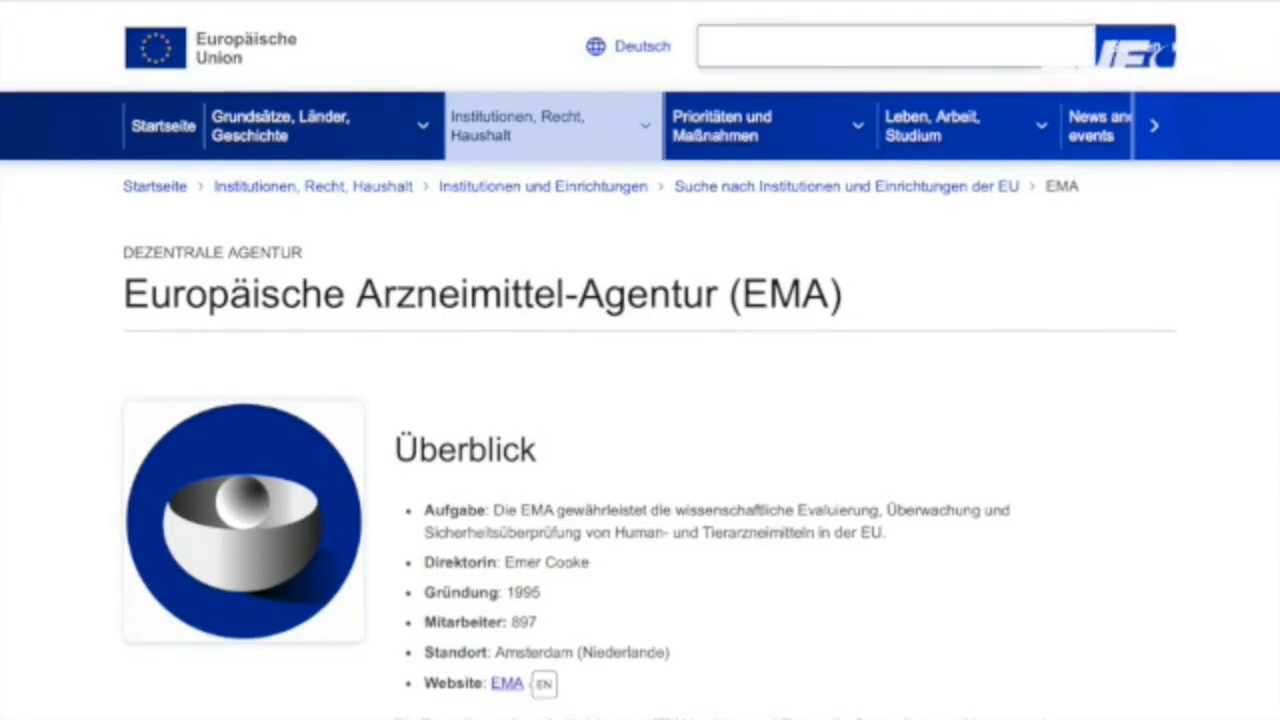 Europäische
Union
Deutsch
Startseite
Grundsätze, Länder,
Geschichte
Institutionen, Recht,
Haushalt
Prioritäten und
Maßnahmen
Leben, Arbeit,
Studium
News and
events
Startseite > Institutionen, Recht, Haushalt > Institutionen und Einrichtungen > Suche nach Institutionen und Einrichtungen der EU > EMA
DEZENTRALE AGENTUR
Europäische Arzneimittel-Agentur (EMA)
Überblick
• Aufgabe: Die EMA gewährleistet die wissenschaftliche Evaluierung, Überwachung und
Sicherheitsüberprüfung von Human- und Tierarzneimitteln in der EU.
• Direktorin: Emer Cooke
• Gründung: 1995
• Mitarbeiter: 897
• Standort: Amsterdam (Niederlande)
• Website: EMA EN